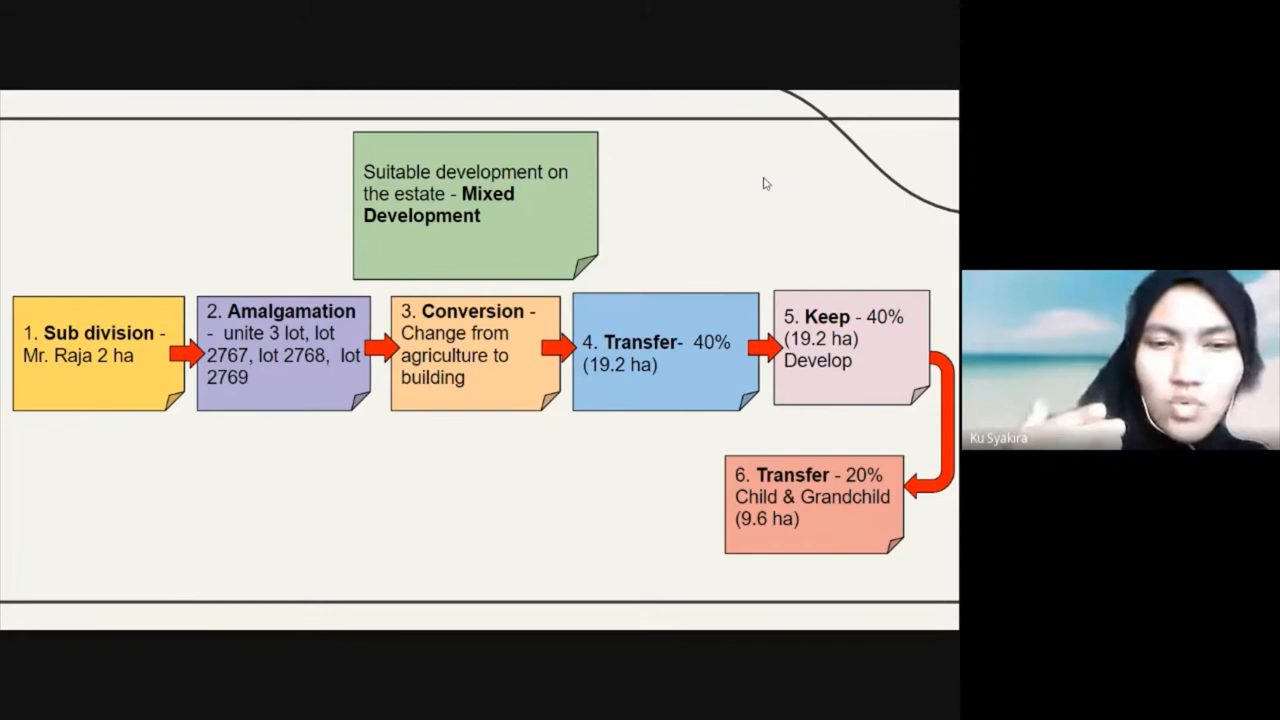 Suitable development on
the estate - Mixed
Development
1. Sub division -
Mr. Raja 2 ha
2. Amalgamation
- unite 3 lot, lot
2767, lot 2768, lot
2769
3. Conversion -
Change from
agriculture to
building
4. Transfer- 40%
(19.2 ha)
5. Keep - 40%
(19.2 ha)
Develop
6. Transfer - 20%
Child & Grandchild
(9.6 ha)
Ku Syakira